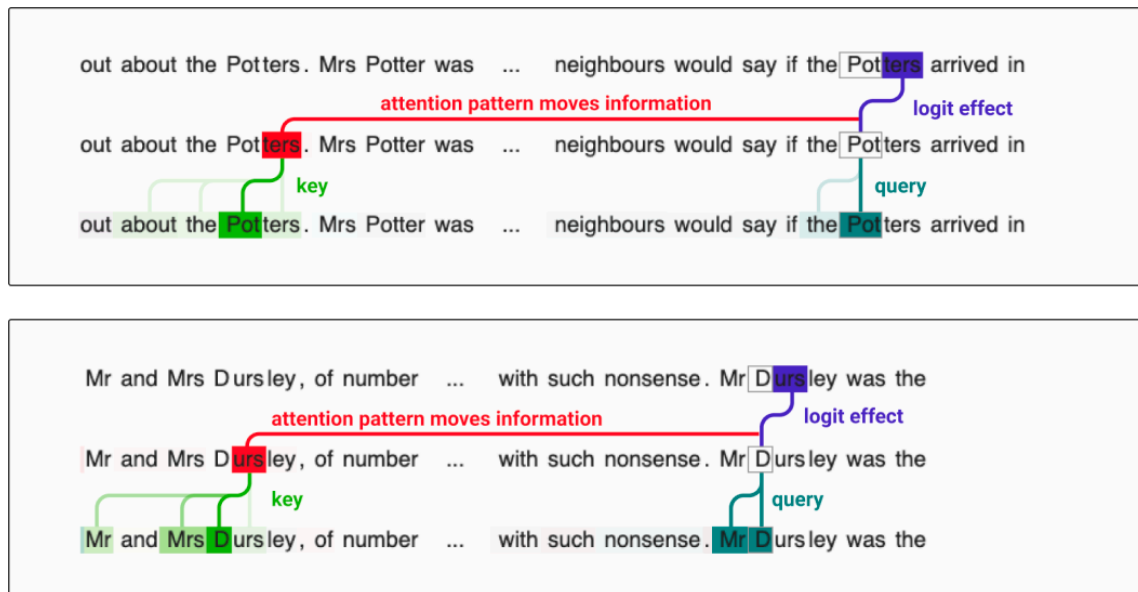 out about the Potters. Mrs Potter was ... neighbours would say if the Potters arrived in
attention pattern moves information
logit effect
out about the Potters. Mrs Potter was ... neighbours would say if the Potters arrived in
key
query
out about the Potters. Mrs Potter was ... neighbours would say if the Potters arrived in
Mr and Mrs Dursley, of number ... with such nonsense. Mr Dursley was the
attention pattern moves information
logit effect
Mr and Mrs Dursley, of number ... with such nonsense. Mr Dursley was the
key
query
Mr and Mrs Dursley, of number ... with such nonsense. Mr Dursley was the